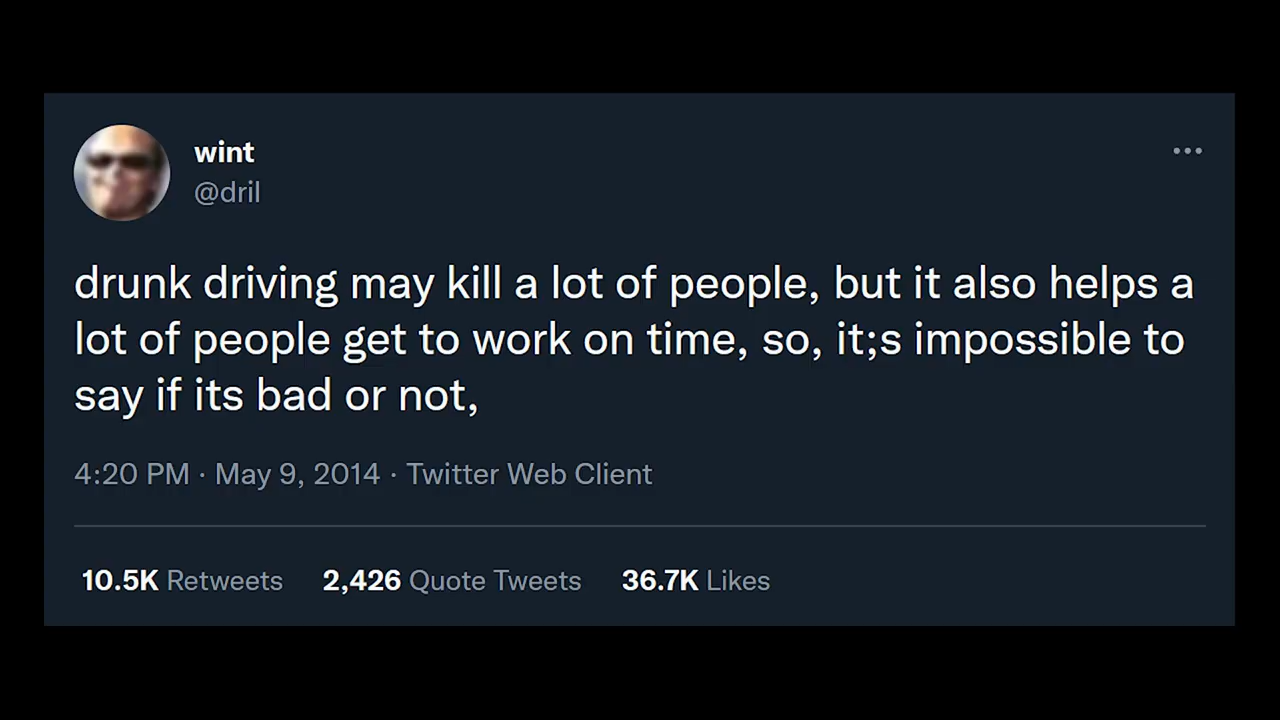 wint
@dril
drunk driving may kill a lot of people, but it also helps a
lot of people get to work on time, so, it;s impossible to
say if its bad or not,
4:20 PM · May 9, 2014 · Twitter Web Client
10.5K Retweets 2,426 Quote Tweets 36.7K Likes